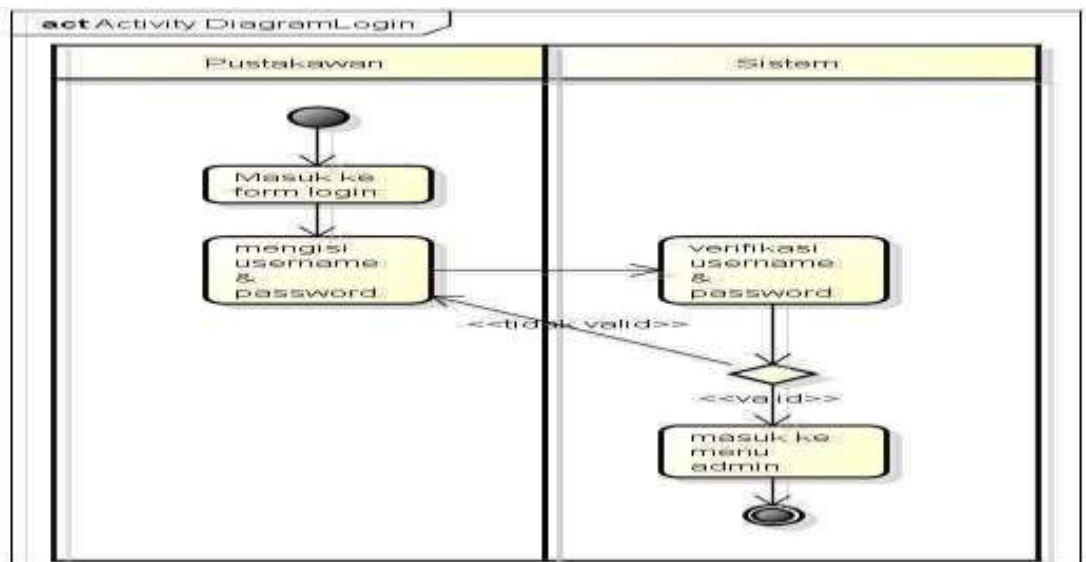 act Activity DiagramLogin
Pustakawan
Sistem
Masuk ke
form login
mengisi
username
&
password
verifikasi
username
&
password
<<tidak valid>>
<<valid>>
masuk ke
menu
admin